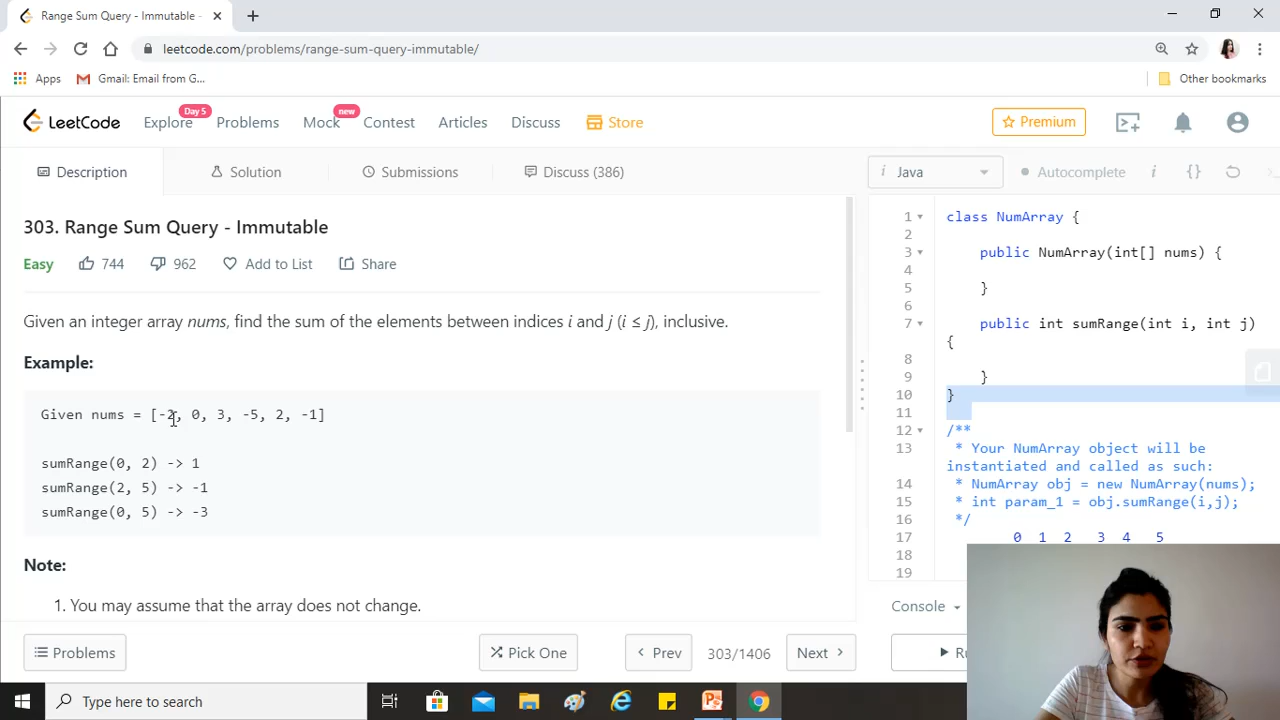 Range Sum Query - Immutable -
leetcode.com/problems/range-sum-query-immutable/
Apps Gmail: Email from G... Other bookmarks
LeetCode Explore Day 5 Problems Mock new Contest Articles Discuss Store Premium
Description Solution Submissions Discuss (386)
i Java Autocomplete i {}
303. Range Sum Query - Immutable
Easy 744 962 Add to List Share
Given an integer array nums, find the sum of the elements between indices i and j (i ≤ j), inclusive.
Example:
Given nums = [-2, 0, 3, -5, 2, -1]
sumRange(0, 2) -> 1
sumRange(2, 5) -> -1
sumRange(0, 5) -> -3
Note:
1. You may assume that the array does not change.
Problems Pick One Prev 303/1406 Next
1 class NumArray {
2
3 public NumArray(int[] nums) {
4
5 }
6
7 public int sumRange(int i, int j)
{
8
9 }
10 }
11
12 /**
13 * Your NumArray object will be
instantiated and called as such:
14 * NumArray obj = new NumArray(nums);
15 * int param_1 = obj.sumRange(i,j);
16 */
17 0 1 2 3 4 5
18
19
Console
Type here to search